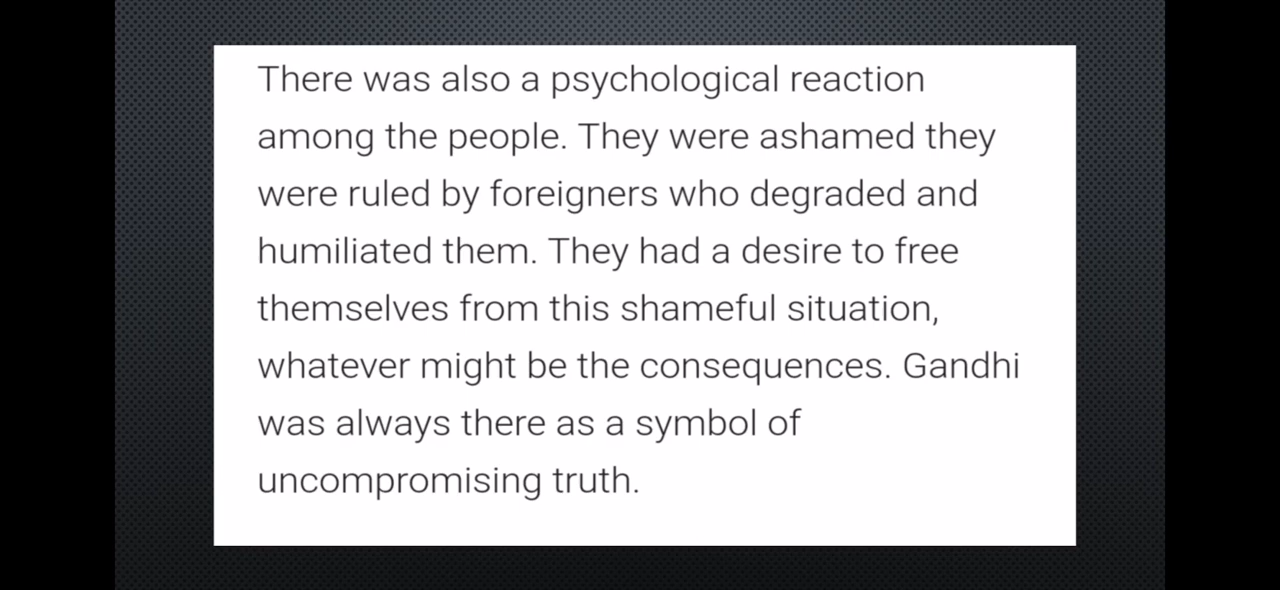 There was also a psychological reaction
among the people. They were ashamed they
were ruled by foreigners who degraded and
humiliated them. They had a desire to free
themselves from this shameful situation,
whatever might be the consequences. Gandhi
was always there as a symbol of
uncompromising truth.